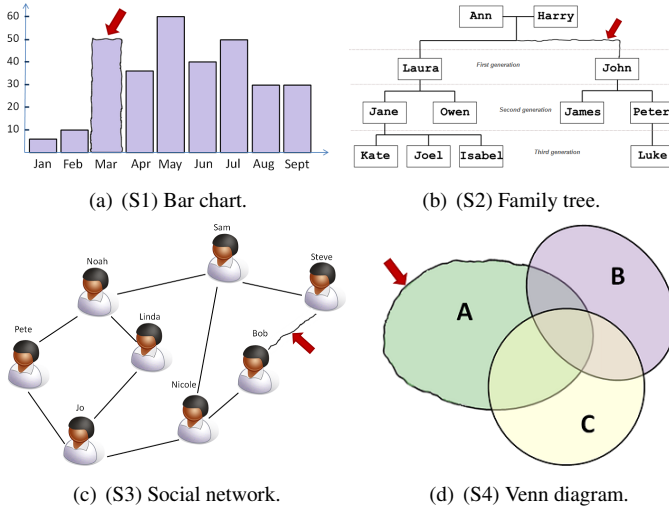 60
50
40
30
20
10
Jan Feb Mar Apr May Jun Jul Aug Sept
(a) (S1) Bar chart.
Ann Harry
Laura First generation John
Jane Owen Second generation James Peter
Kate Joel Isabel Third generation Luke
(b) (S2) Family tree.
Sam
Noah
Steve
Linda
Pete
Bob
Nicole
Jo
(c) (S3) Social network.
B
A
C
(d) (S4) Venn diagram.